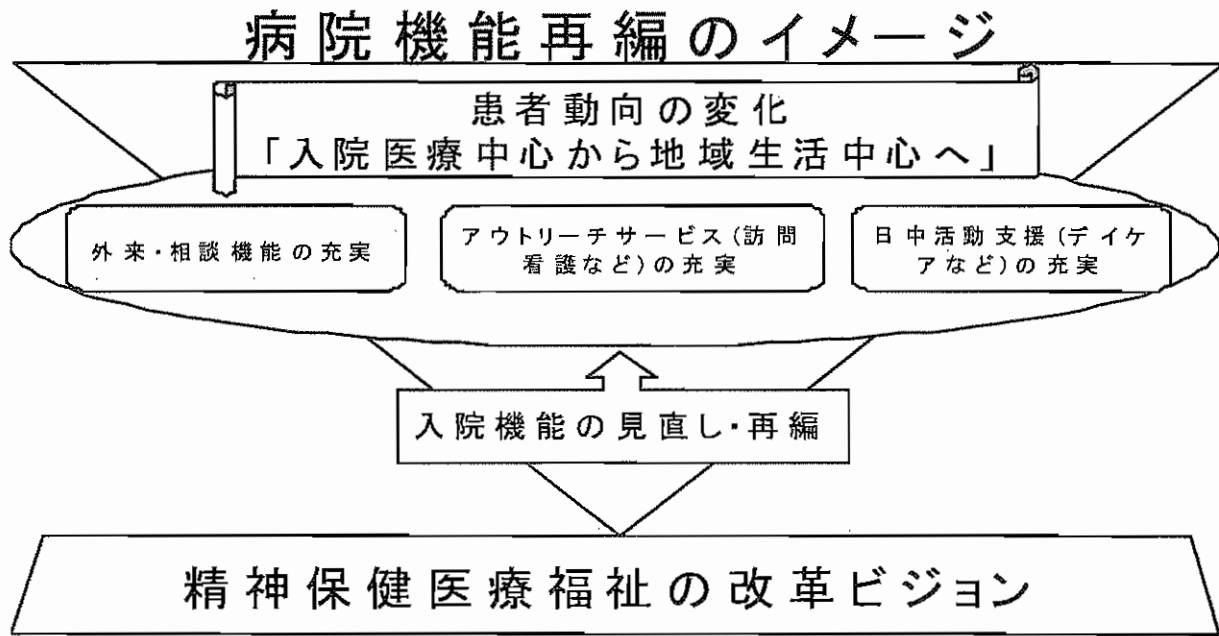 病院機能再編のイメージ
患者動向の変化
「入院医療中心から地域生活中心へ」
外来・相談機能の充実
アウトリーチサービス(訪問
看護など)の充実
日中活動支援(デイケ
アなど)の充実
入院機能の見直し・再編
精神保健医療福祉の改革ビジョン